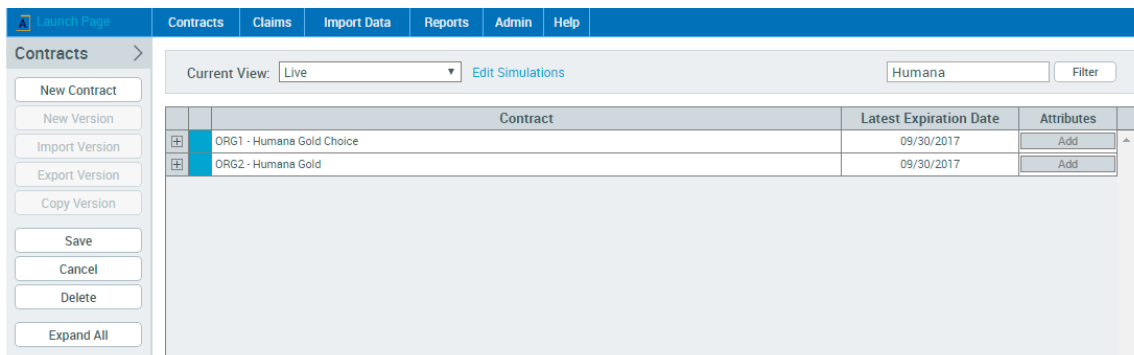 Launch Page Contracts Claims Import Data Reports Admin Help
Contracts
New Contract
New Version
Import Version
Export Version
Copy Version
Save
Cancel
Delete
Expand All
Current View: Live Edit Simulations Humana Filter
Contract Latest Expiration Date Attributes
ORG1 - Humana Gold Choice 09/30/2017 Add
ORG2 - Humana Gold 09/30/2017 Add